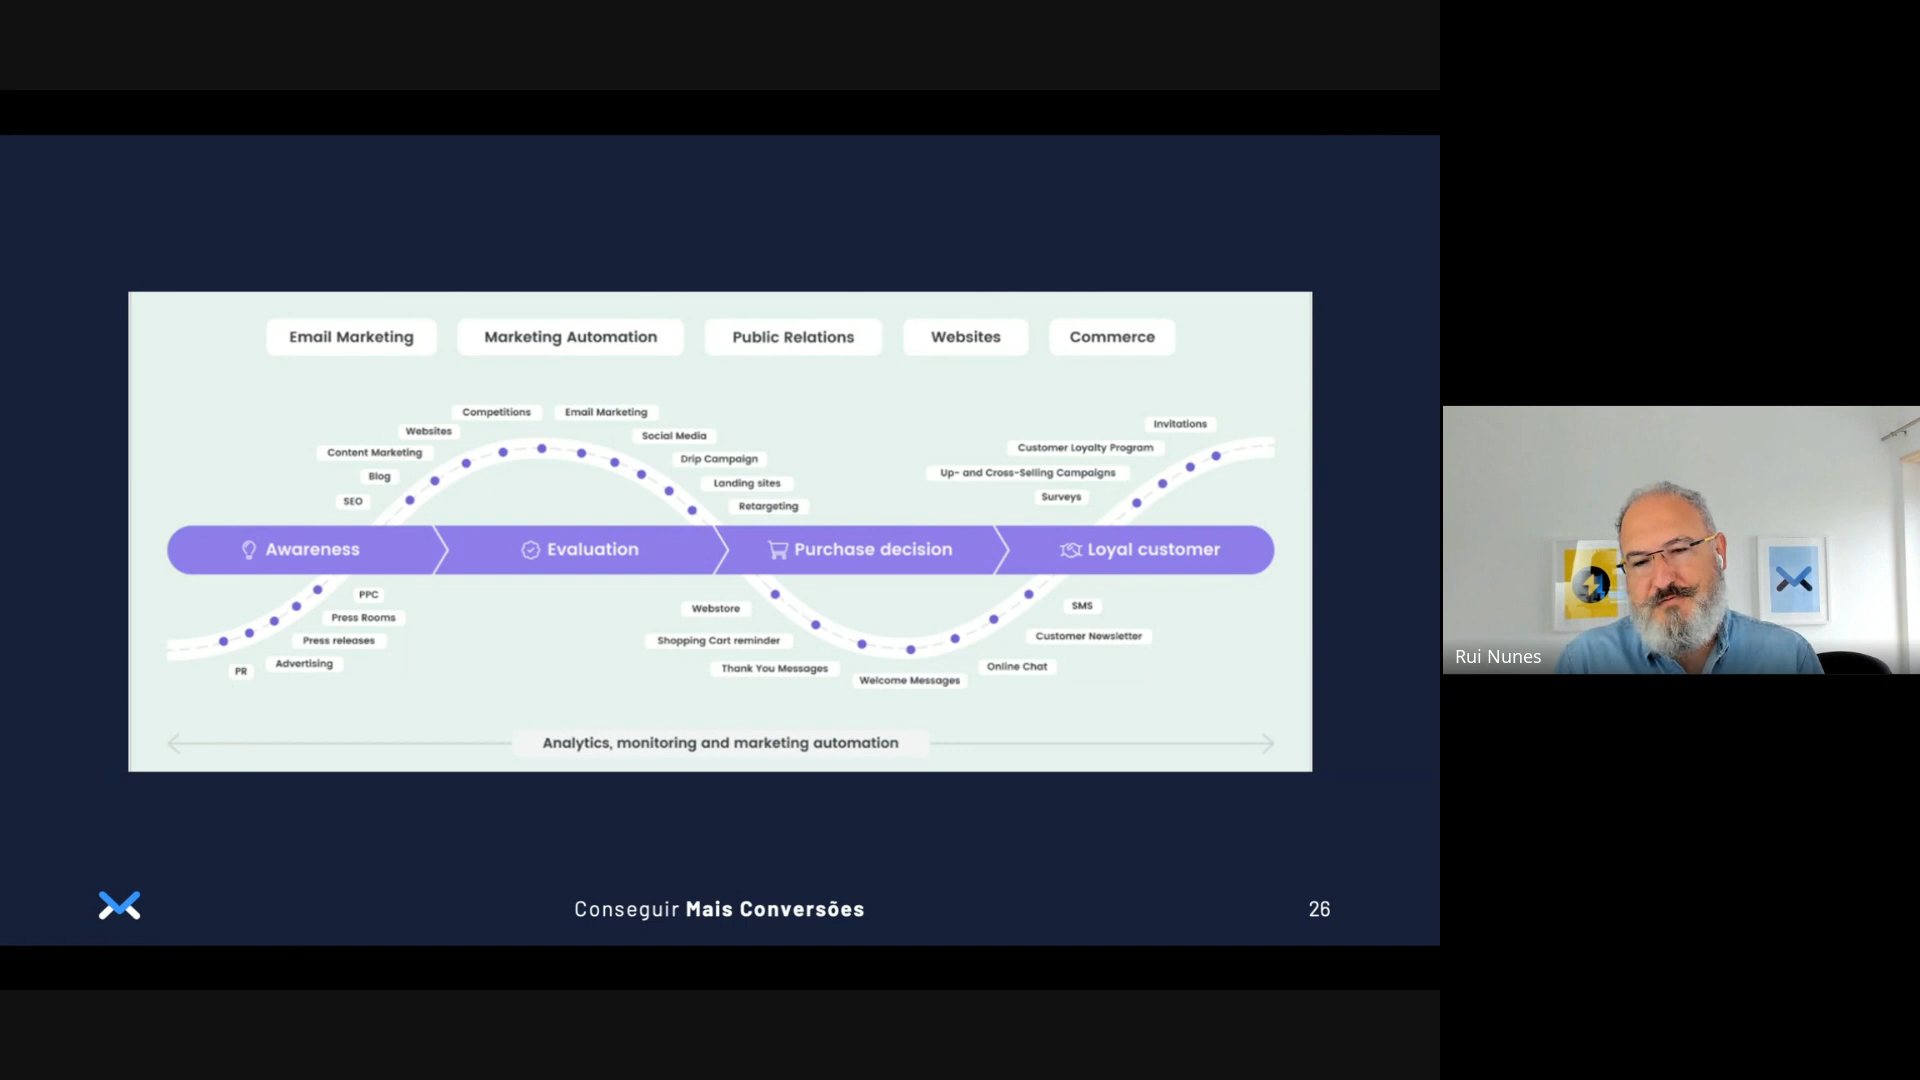 Email Marketing
Marketing Automation
Public Relations
Websites
Commerce
Competitions
Email Marketing
Websites
Social Media
Content Marketing
Drip Campaign
Blog
Landing sites
SEO
Retargeting
Invitations
Customer Loyalty Program
Up- and Cross-Selling Campaigns
Surveys
Awareness
Evaluation
Purchase decision
Loyal customer
PPC
Press Rooms
Press releases
Advertising
PR
Webstore
Shopping Cart reminder
Thank You Messages
Welcome Messages
Online Chat
Customer Newsletter
SMS
Analytics, monitoring and marketing automation
Conseguir Mais Conversões
26
Rui Nunes